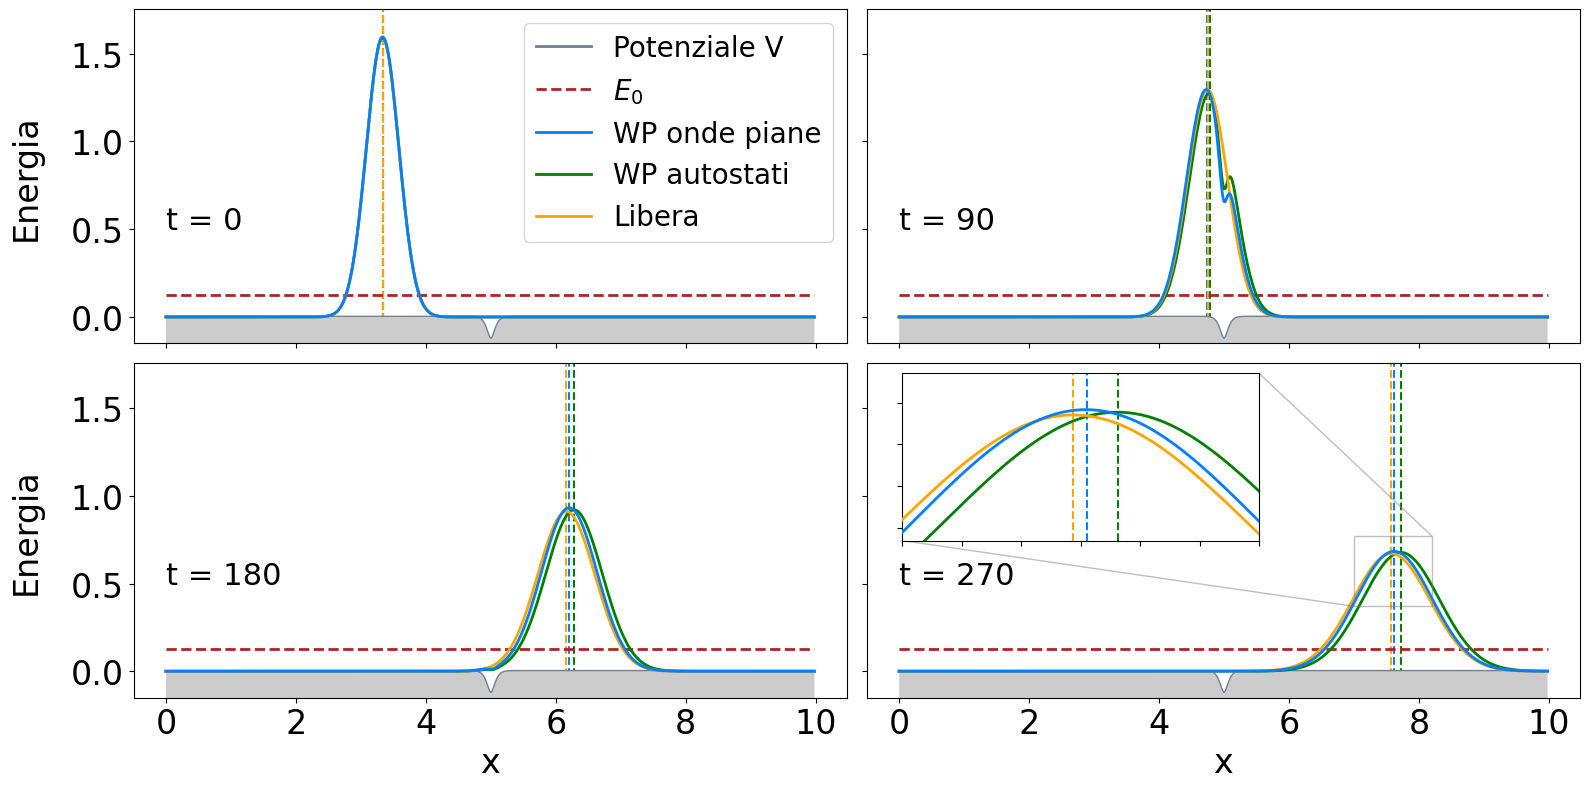 Energia
1.5
1.0
0.5
0.0
t = 0
Potenziale V
E₀
WP onde piane
WP autostati
Libera
t = 90
Energia
1.5
1.0
0.5
0.0
t = 180
0 2 4 6 8 10
x
t = 270
0 2 4 6 8 10
x